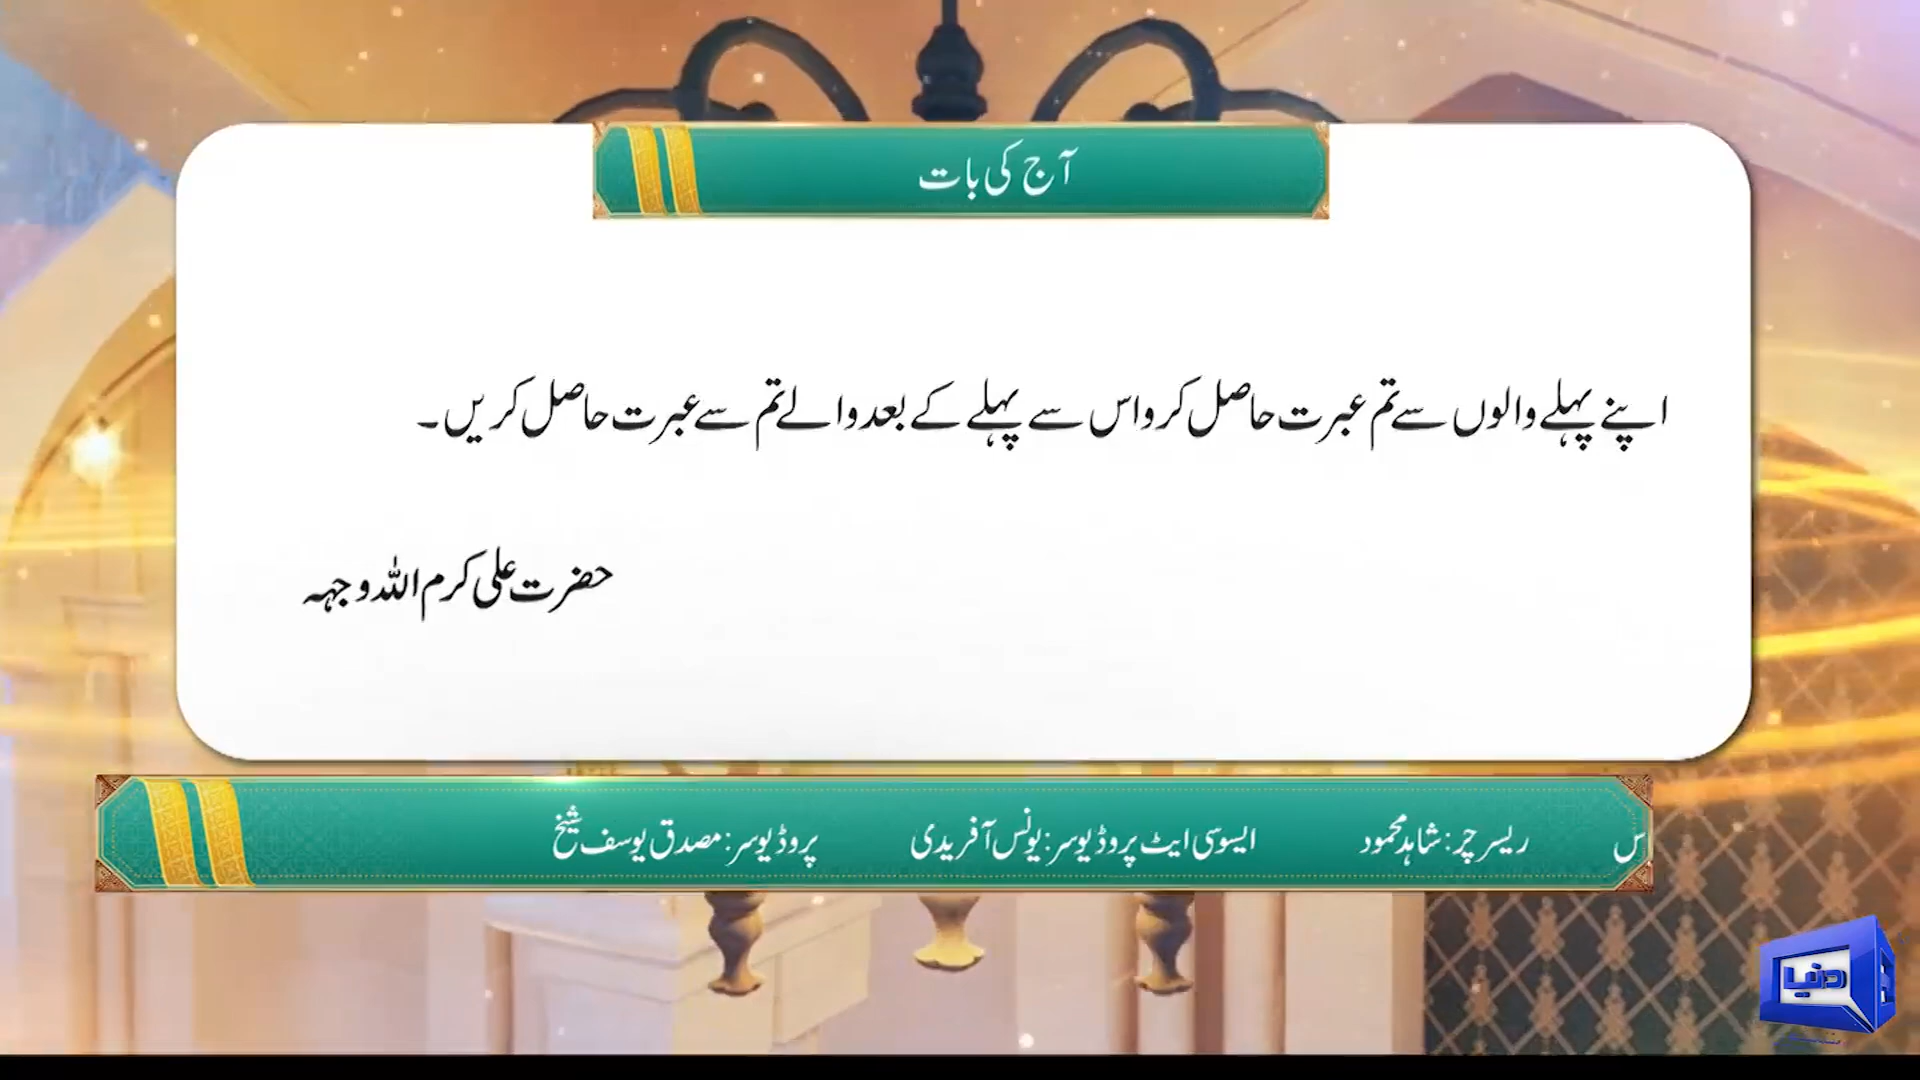 آج کی بات
اپنے پہلے والوں سے تم عبرت حاصل کرو اس سے پہلے کے بعد والے تم سے عبرت حاصل کریں۔
حضرت علی کرم اللہ وجہہ
س ریسرچر: شاہد محمود ایسوسی ایٹ پروڈیوسر: یونس آفریدی پروڈیوسر: مصدق یوسف شیخ
دنیا